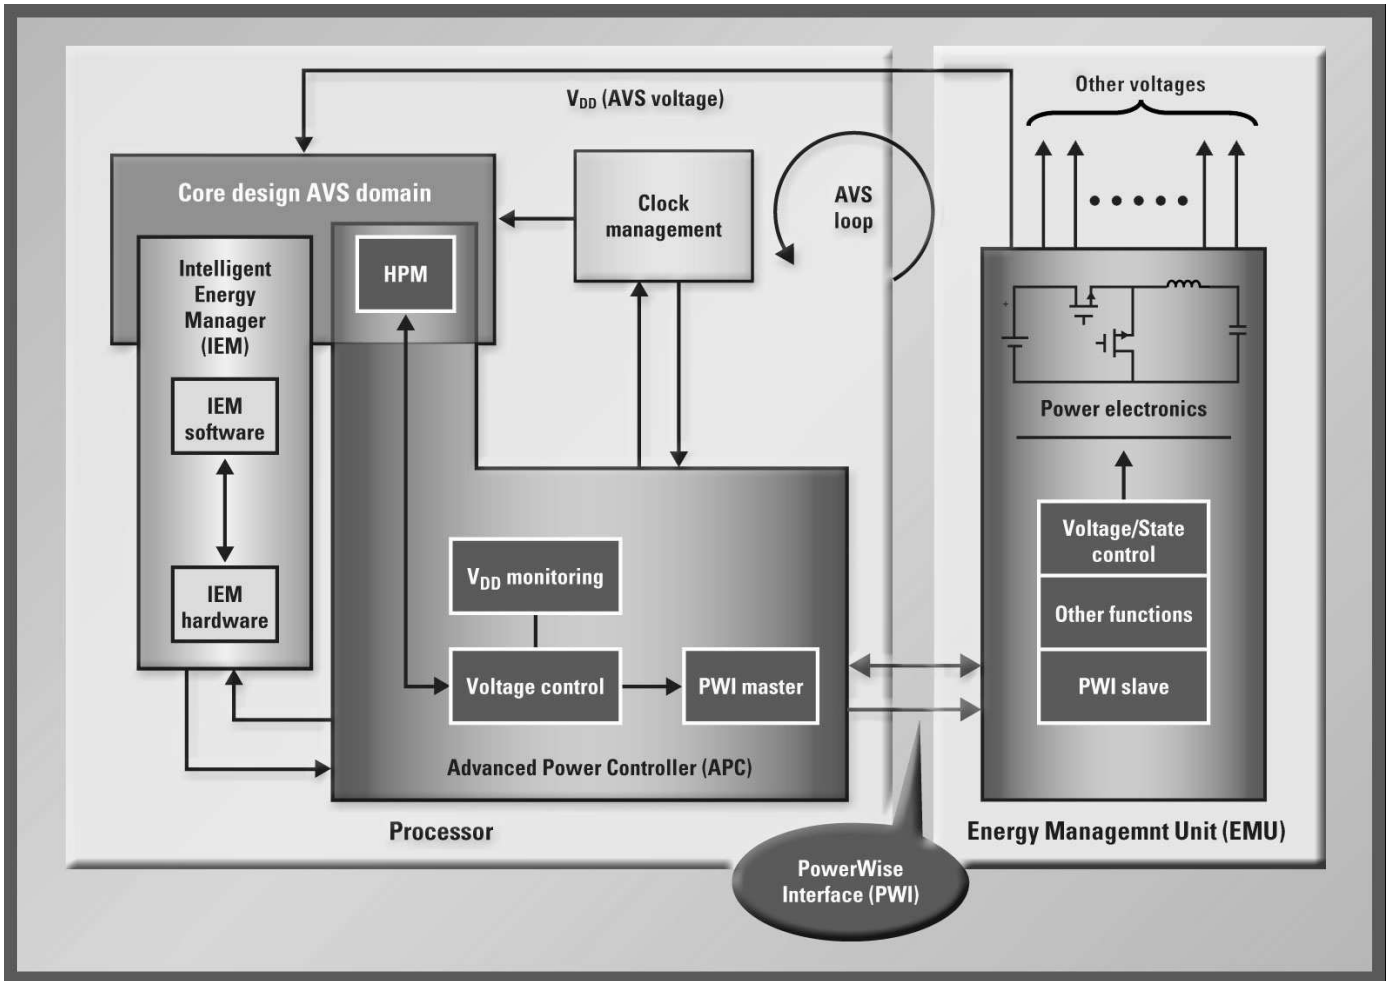 Other voltages
VDD (AVS voltage)
Core design AVS domain
Clock
management
AVS
loop
Intelligent
Energy
Manager
(IEM)
HPM
IEM
software
IEM
hardware
VDD monitoring
Voltage control
PWI master
Advanced Power Controller (APC)
Processor
+
Power electronics
Voltage/State
control
Other functions
PWI slave
Energy Managemnt Unit (EMU)
PowerWise
Interface (PWI)